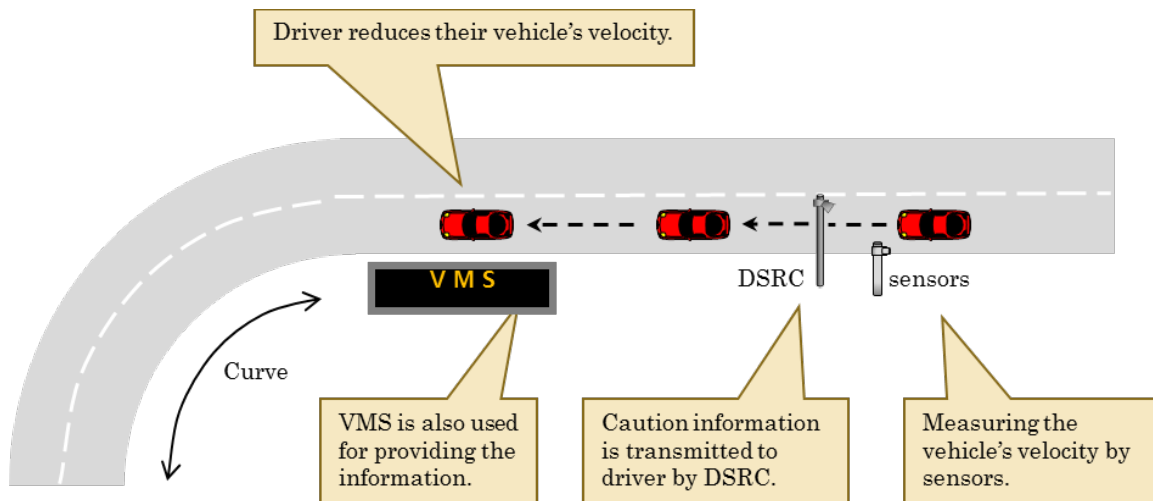 Driver reduces their vehicle's velocity.
V M S
DSRC
sensors
Curve
VMS is also used
for providing the
information.
Caution information
is transmitted to
driver by DSRC.
Measuring the
vehicle's velocity by
sensors.